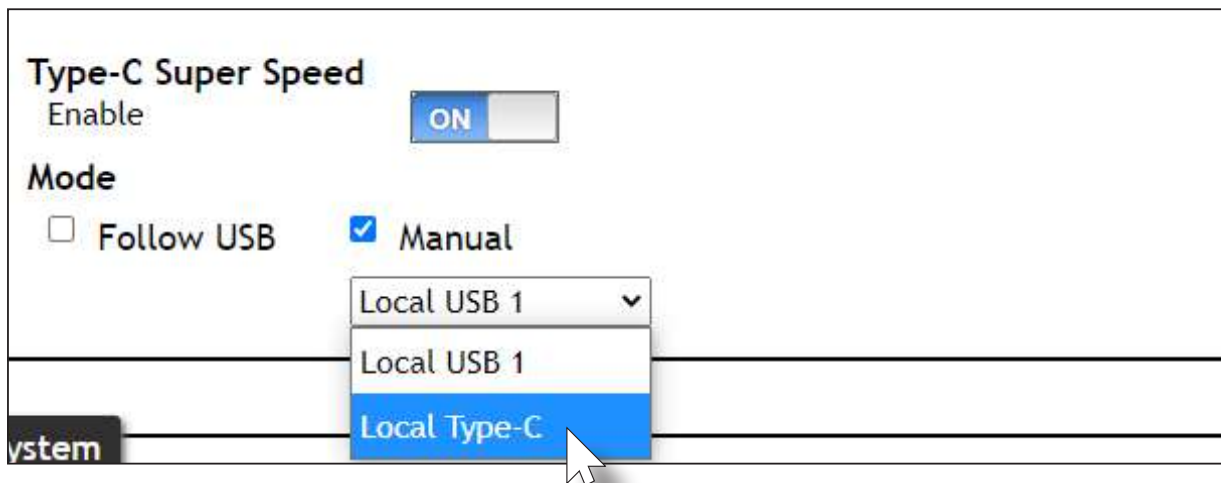 Type-C Super Speed
Enable
ON
Mode
Follow USB
Manual
Local USB 1
Local USB 1
Local Type-C
ystem